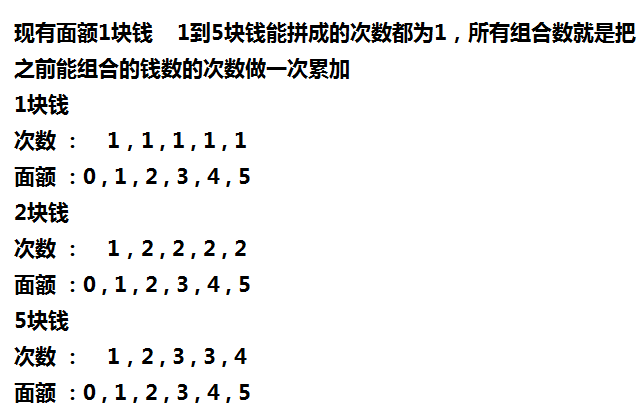 现有面额1块钱　1到5块钱能拼成的次数都为1，所有组合数就是把
之前能组合的钱数的次数做一次累加
1块钱
次数 ：　1，1，1，1，1
面额 ：0，1，2，3，4，5
2块钱
次数 ：　1，2，2，2，2
面额 ：0，1，2，3，4，5
5块钱
次数 ：　1，2，3，3，4
面额 ：0，1，2，3，4，5